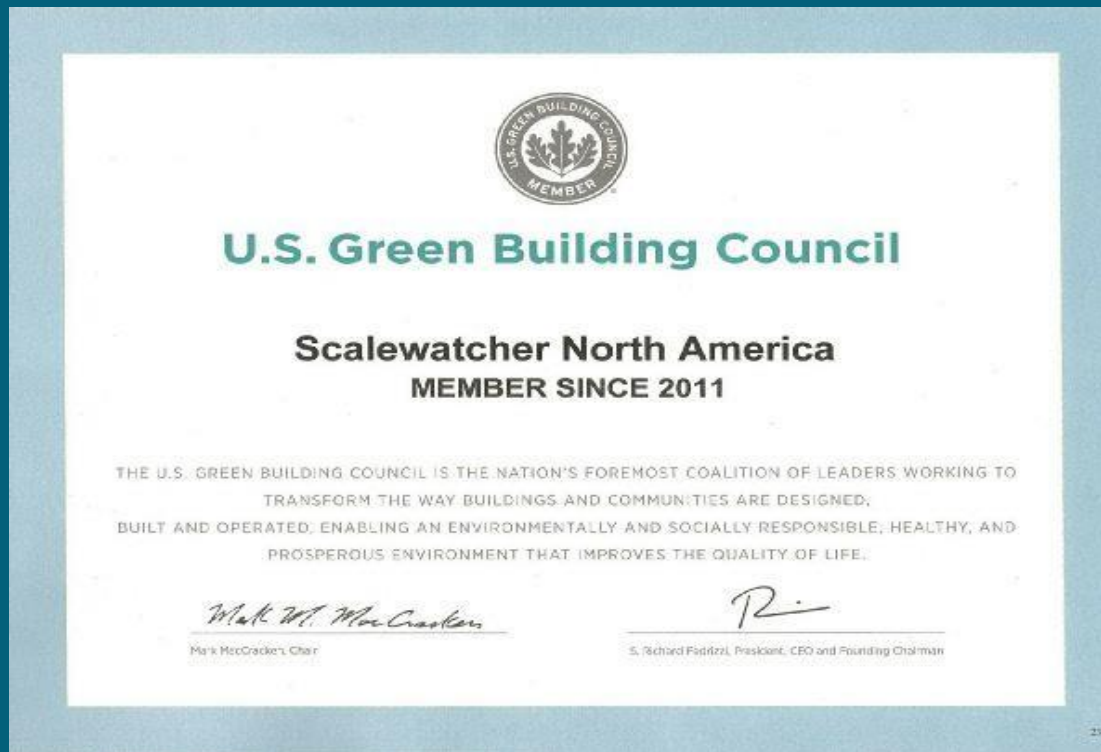 U.S. GREEN BUILDING COUNCIL
MEMBER
U.S. Green Building Council
Scalewatcher North America
MEMBER SINCE 2011
THE U.S. GREEN BUILDING COUNCIL IS THE NATION'S FOREMOST COALITION OF LEADERS WORKING TO
TRANSFORM THE WAY BUILDINGS AND COMMUNITIES ARE DESIGNED,
BUILT AND OPERATED, ENABLING AN ENVIRONMENTALLY AND SOCIALLY RESPONSIBLE, HEALTHY, AND
PROSPEROUS ENVIRONMENT THAT IMPROVES THE QUALITY OF LIFE.
Mark M. MacCracken
Mark MacCracken, Chair
S. Richard Fedrizzi, President, CEO and Founding Chairman